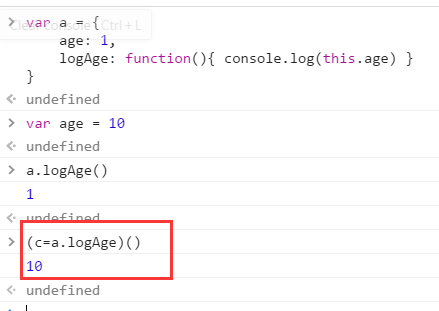 > var a = {
Clear console Ctrl + L
age: 1,
logAge: function(){ console.log(this.age) }
}
undefined
> var age = 10
undefined
> a.logAge()
1
undefined
> (c=a.logAge)()
10
undefined